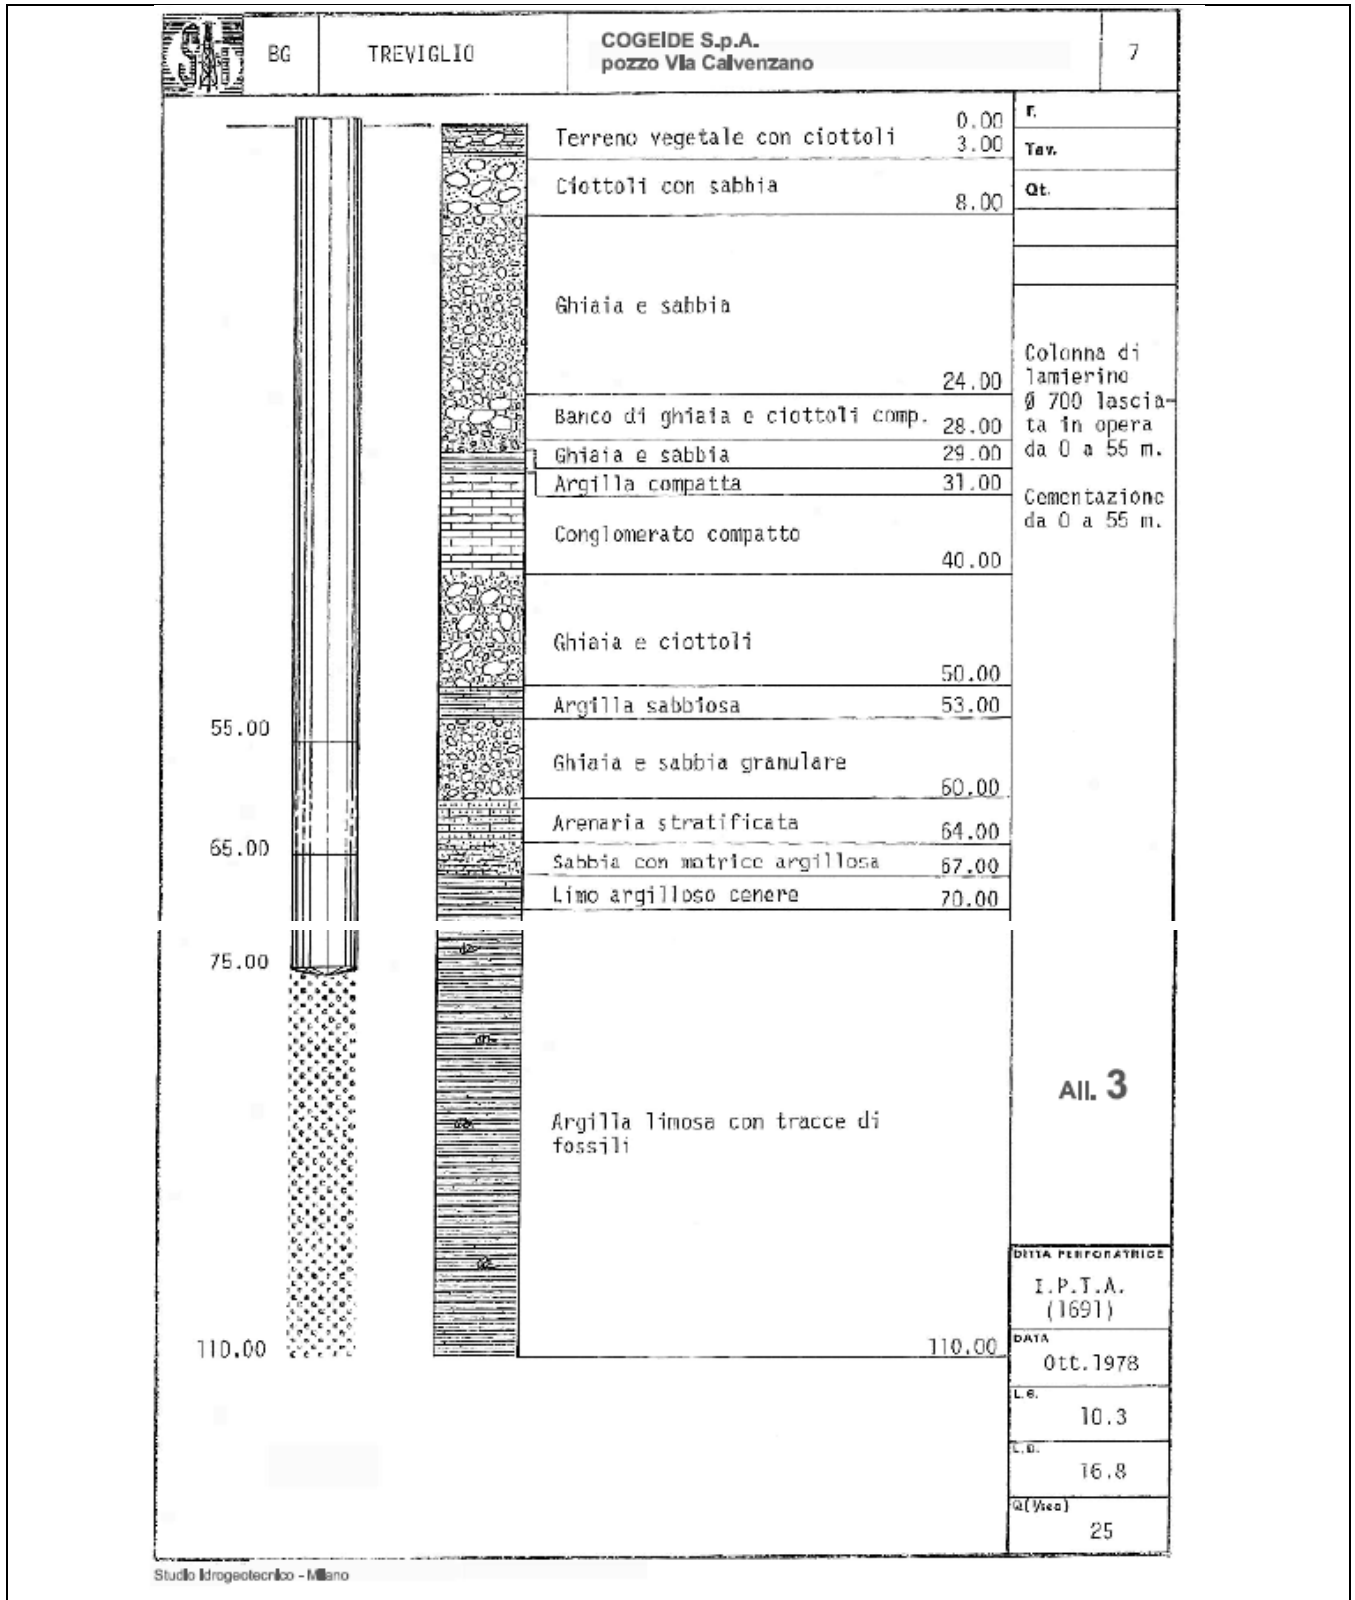 BG
TREVIGLIO
COGEIDE S.p.A.
pozzo Via Calvenzano
7
0.00
Terreno vegetale con ciottoli 3.00
Ciottoli con sabbia
8.00
Ghiaia e sabbia
24.00
Banco di ghiaia e ciottoli comp. 28.00
Ghiaia e sabbia 29.00
Argilla compatta 31.00
Conglomerato compatto
40.00
Ghiaia e ciottoli
50.00
Argilla sabbiosa 53.00
Ghiaia e sabbia granulare
60.00
Arenaria stratificata 64.00
Sabbia con matrice argillosa 67.00
Limo argilloso cenere 70.00
Argilla limosa con tracce di
fossili
110.00
55.00
65.00
75.00
110.00
F.
Tav.
Qt.
Colonna di
lamierino
Ø 700 lascia-
ta in opera
da 0 a 55 m.
Cementazione
da 0 a 55 m.
All. 3
DITTA PERFORATRICE
I.P.T.A.
(1691)
DATA
Ott.1978
L.S.
10.3
L.D.
16.8
Q(l/sec)
25
Studio Idrogeotecnico - Milano